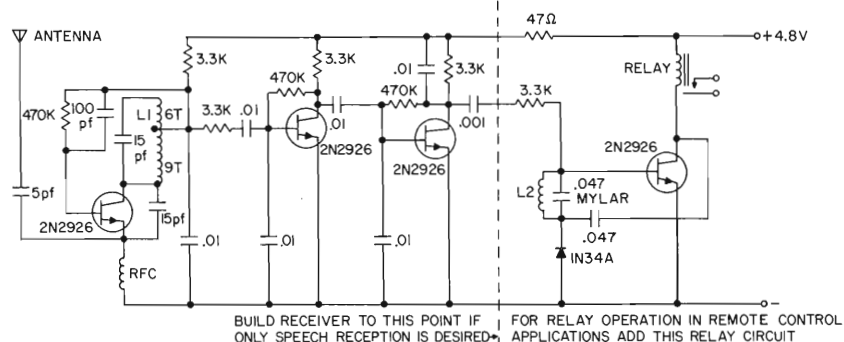 ANTENNA
47Ω
+4.8V
3.3K
3.3K
.01
3.3K
RELAY
470K
470K
470K
100
pf
L1
6T
3.3K
.01
3.3K
15
pf
.01
.001
2N2926
2N2926
2N2926
9T
5pf
15pf
2N2926
L2
.047
MYLAR
.047
.01
.01
.01
1N34A
RFC
-
BUILD RECEIVER TO THIS POINT IF
ONLY SPEECH RECEPTION IS DESIRED
FOR RELAY OPERATION IN REMOTE CONTROL
APPLICATIONS ADD THIS RELAY CIRCUIT